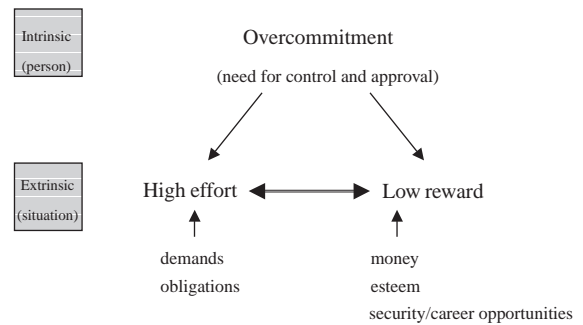 Intrinsic
(person)
Overcommitment
(need for control and approval)
Extrinsic
(situation)
High effort
Low reward
demands
obligations
money
esteem
security/career opportunities